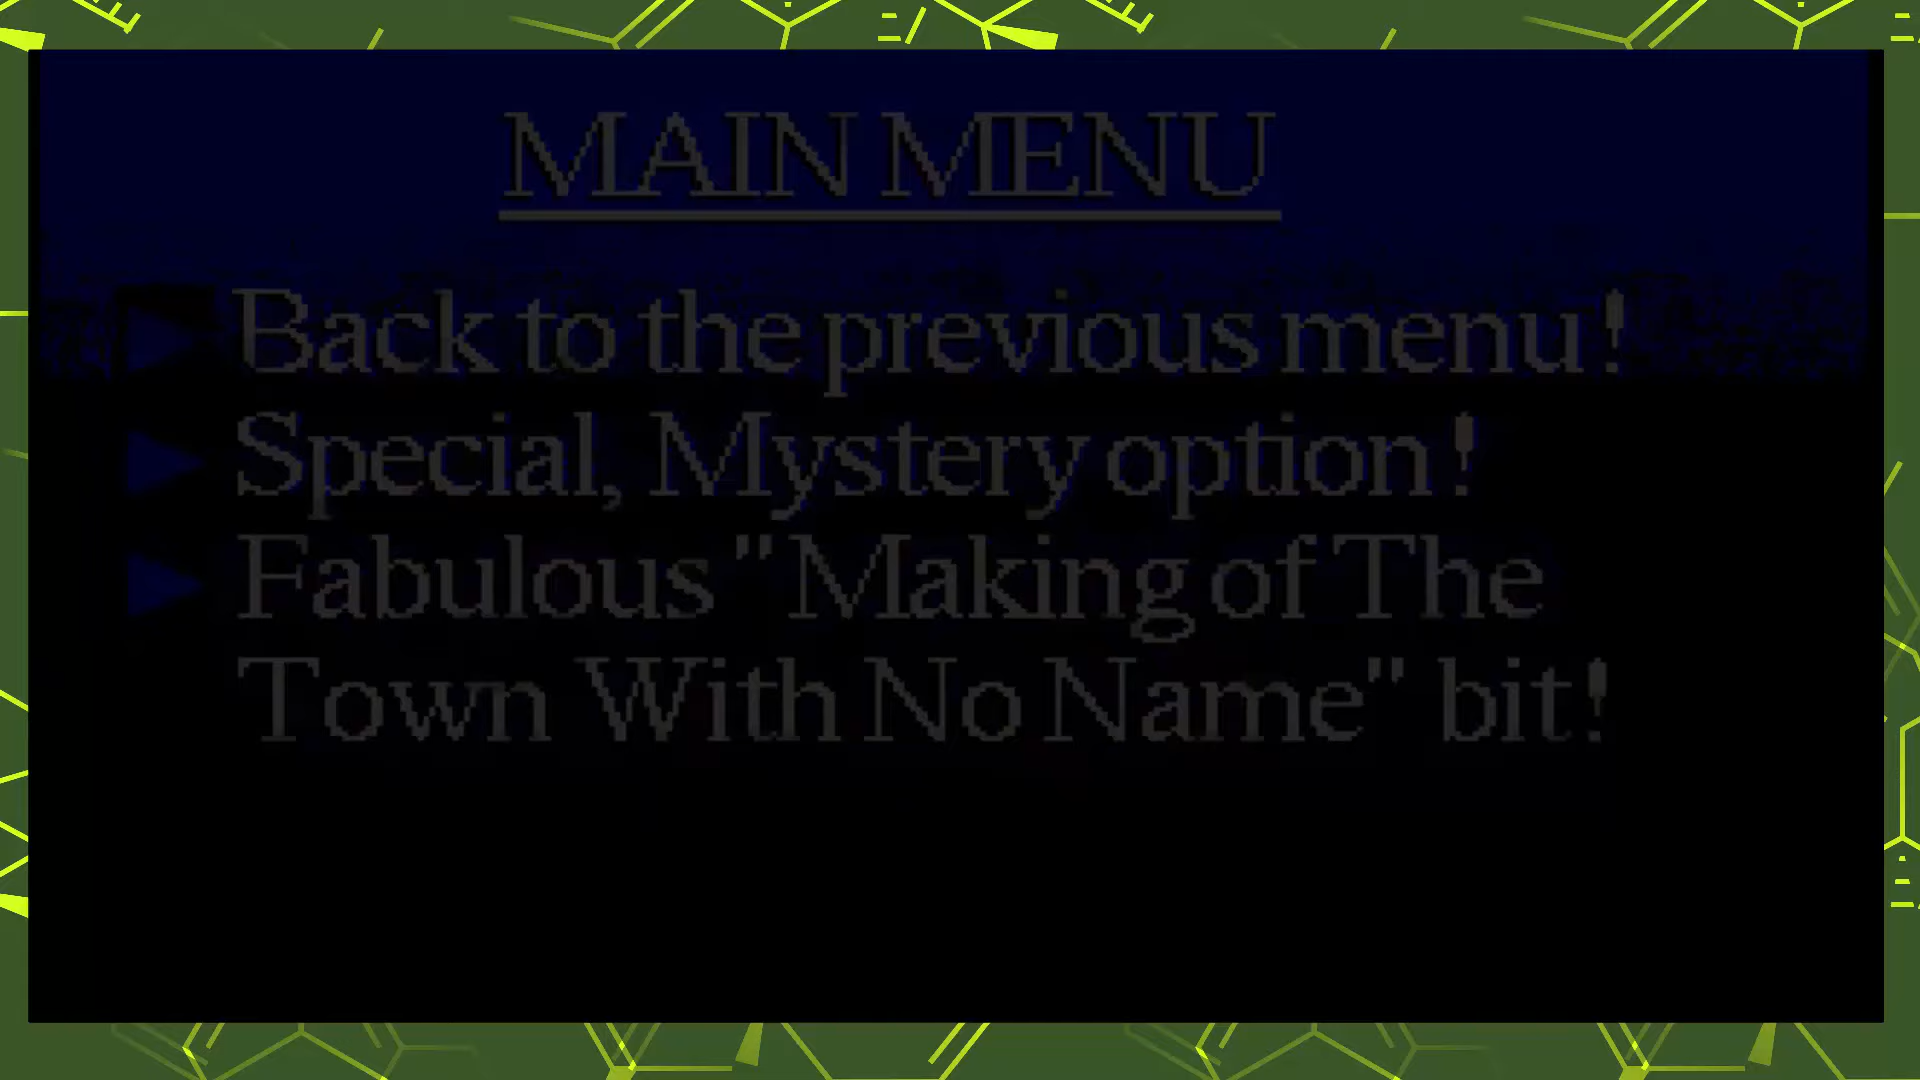 MAIN MENU
Back to the previous menu!
Special, Mystery option!
Fabulous "Making of The
Town With No Name" bit!